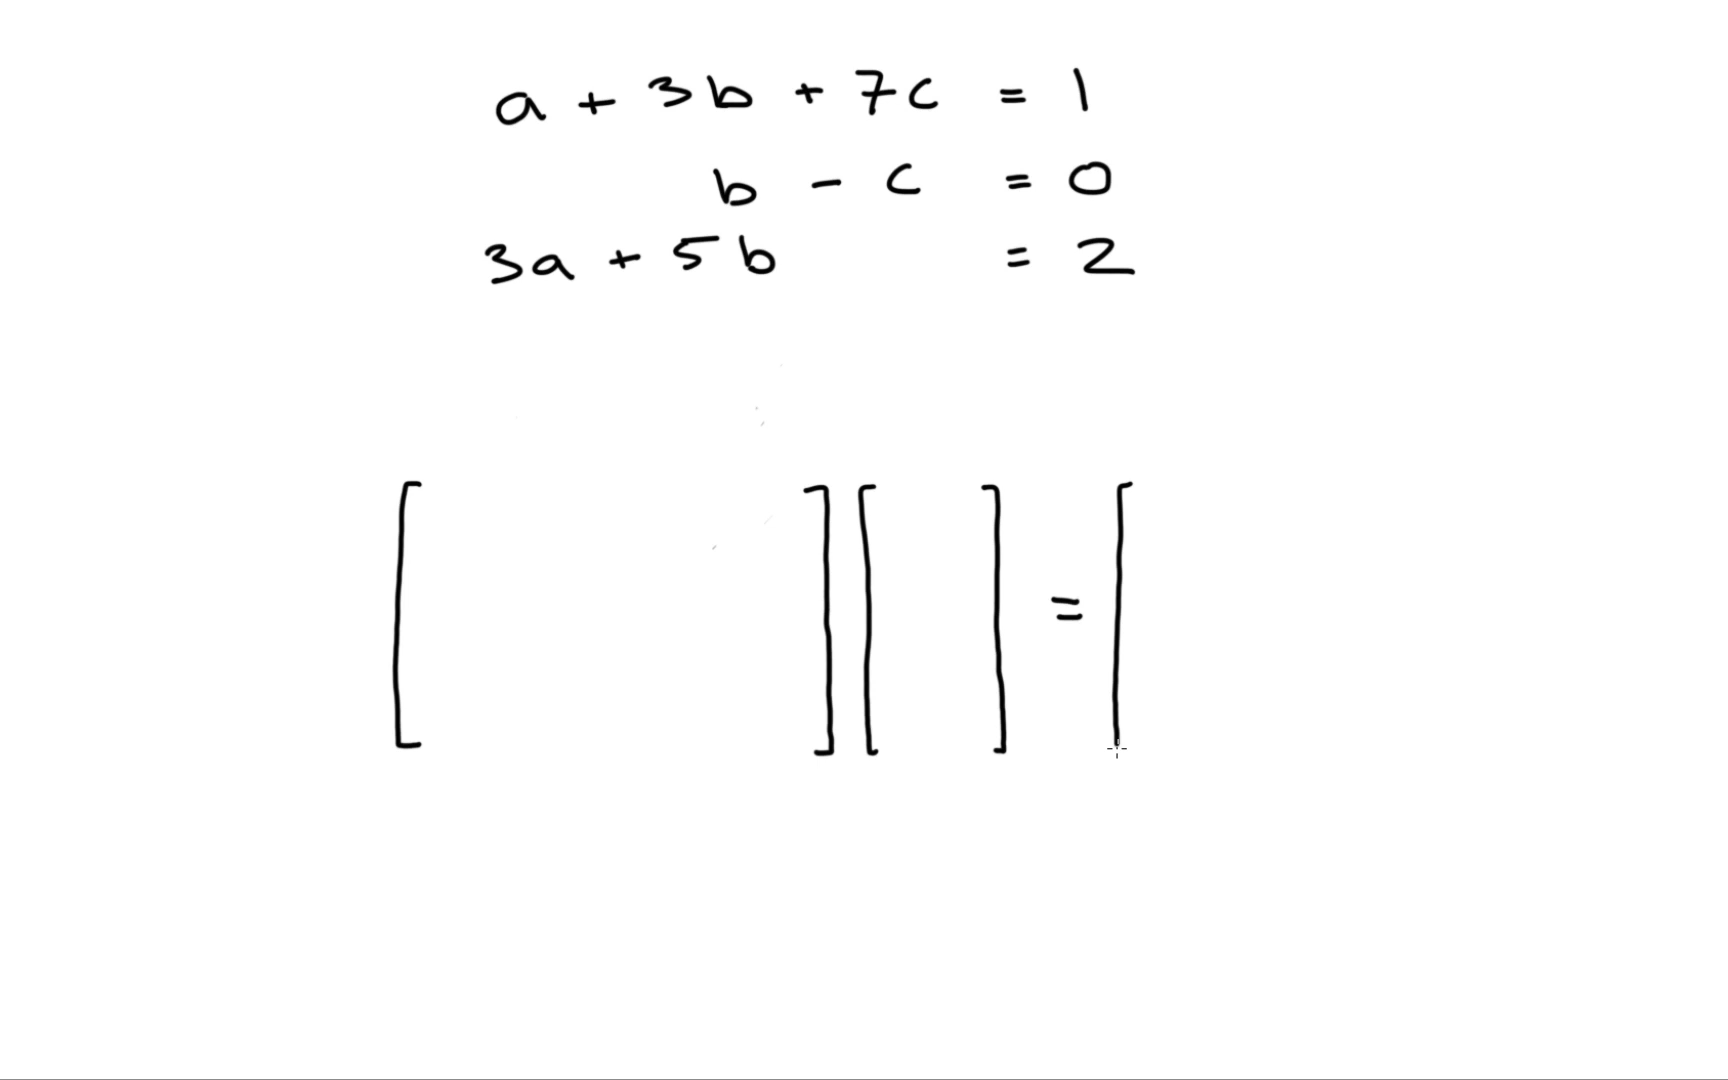 a + 3b + 7c = 1
b - c = 0
3a + 5b = 2
[ ] [ ] = [